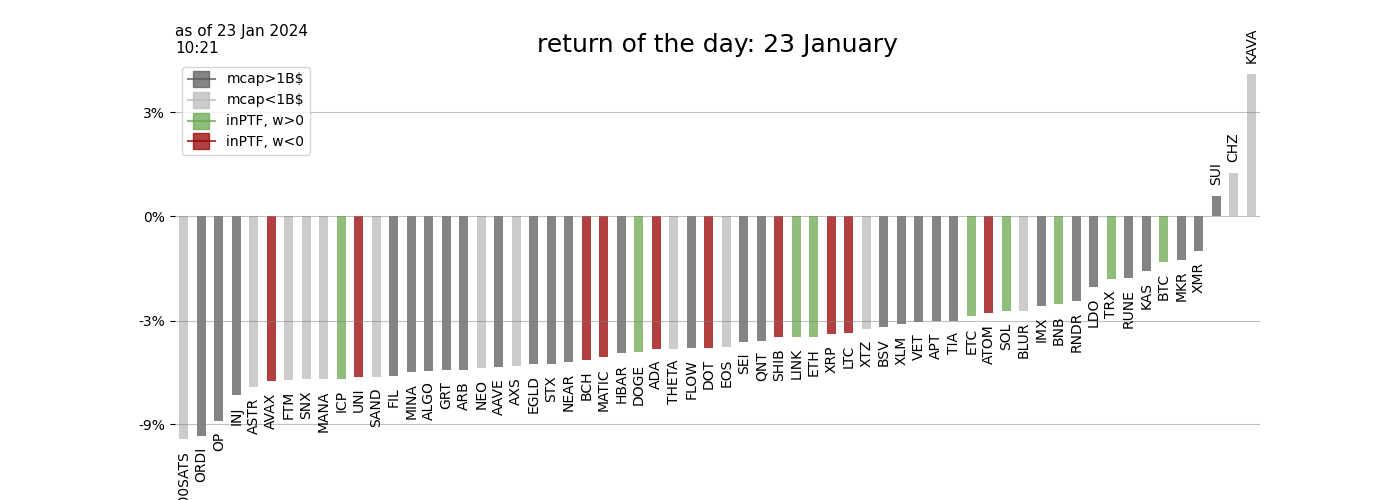 as of 23 Jan 2024
10:21
return of the day: 23 January
mcap>1B$
mcap<1B$
inPTF, w>0
inPTF, w<0
3%
0%
-3%
-9%
00SATS
ORDI
OP
INJ
ASTR
AVAX
FTM
SNX
MANA
ICP
UNI
SAND
FIL
MINA
ALGO
GRT
ARB
NEO
AAVE
AXS
EGLD
STX
NEAR
BCH
MATIC
HBAR
DOGE
ADA
THETA
FLOW
DOT
EOS
SEI
QNT
SHIB
LINK
ETH
XRP
LTC
XTZ
BSV
XLM
VET
APT
TIA
ETC
ATOM
SOL
BLUR
IMX
BNB
RNDR
LDO
TRX
RUNE
KAS
BTC
MKR
XMR
SUI
CHZ
KAVA